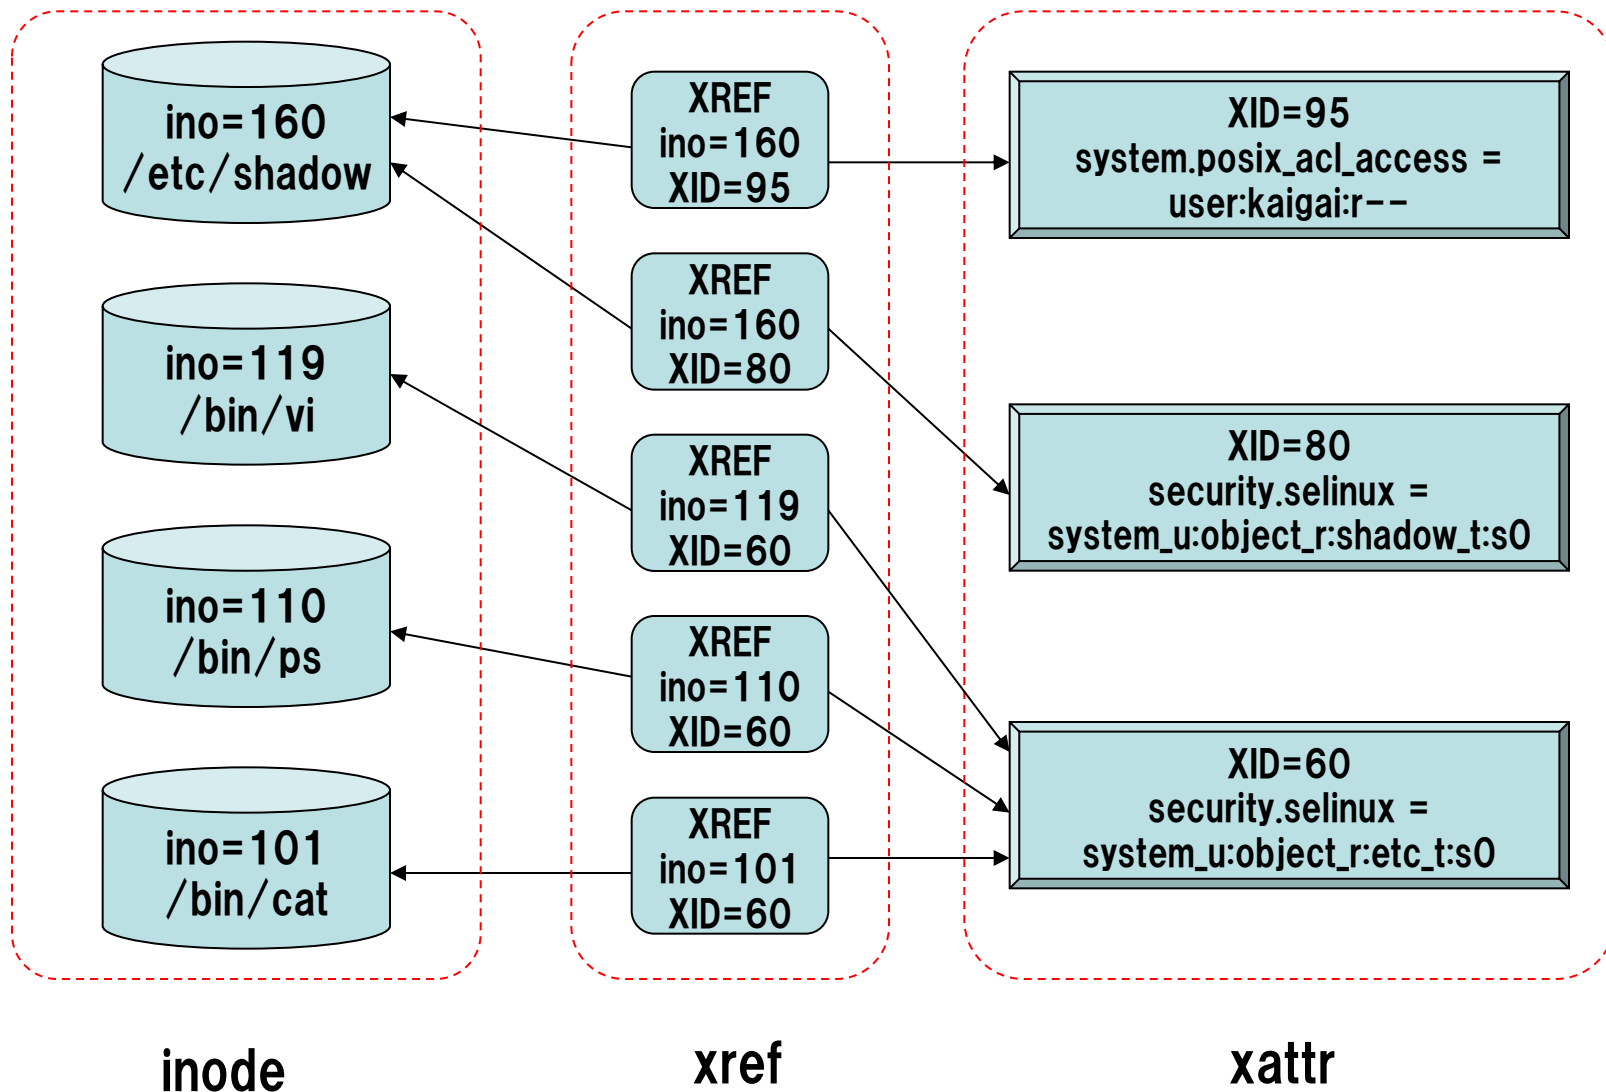 ino=160
/etc/shadow
ino=119
/bin/vi
ino=110
/bin/ps
ino=101
/bin/cat
inode
XREF
ino=160
XID=95
XREF
ino=160
XID=80
XREF
ino=119
XID=60
XREF
ino=110
XID=60
XREF
ino=101
XID=60
xref
XID=95
system.posix_acl_access =
user:kaigai:r--
XID=80
security.selinux =
system_u:object_r:shadow_t:s0
XID=60
security.selinux =
system_u:object_r:etc_t:s0
xattr